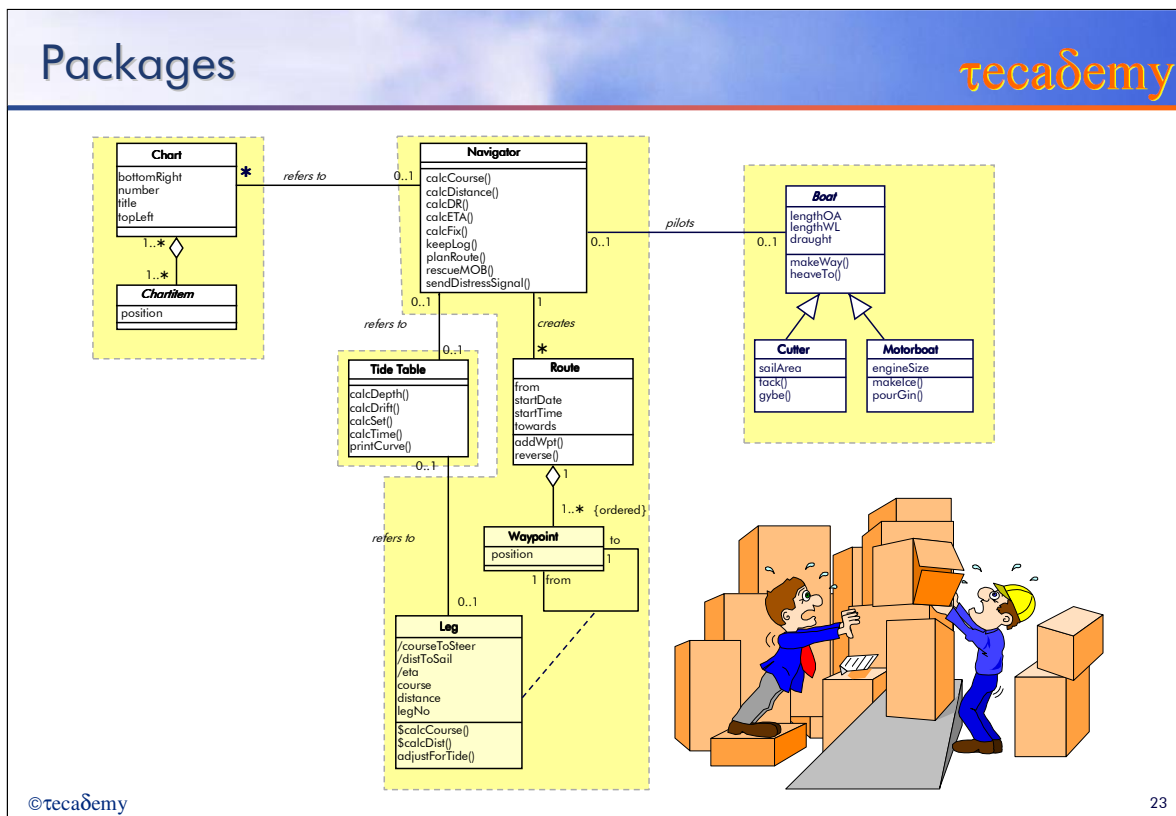 Packages
τecaδemy
Chart
bottomRight
number
title
topLeft
*
refers to
0..1
1..*
1..*
ChartItem
position
Navigator
calcCourse()
calcDistance()
calcDR()
calcETA()
calcFix()
keepLog()
planRoute()
rescueMOB()
sendDistressSignal()
0..1
pilots
0..1
Boat
lengthOA
lengthWL
draught
makeWay()
heaveTo()
Cutter
sailArea
tack()
gybe()
Motorboat
engineSize
makeIce()
pourGin()
0..1
refers to
0..1
1
creates
*
Tide Table
calcDepth()
calcDrift()
calcSet()
calcTime()
printCurve()
0..1
Route
from
startDate
startTime
towards
addWpt()
reverse()
1
1..* {ordered}
Waypoint
position
to
1
1 from
refers to
0..1
Leg
/courseToSteer
/distToSail
/eta
course
distance
legNo
$calcCourse()
$calcDist()
adjustForTide()
©τecaδemy
23